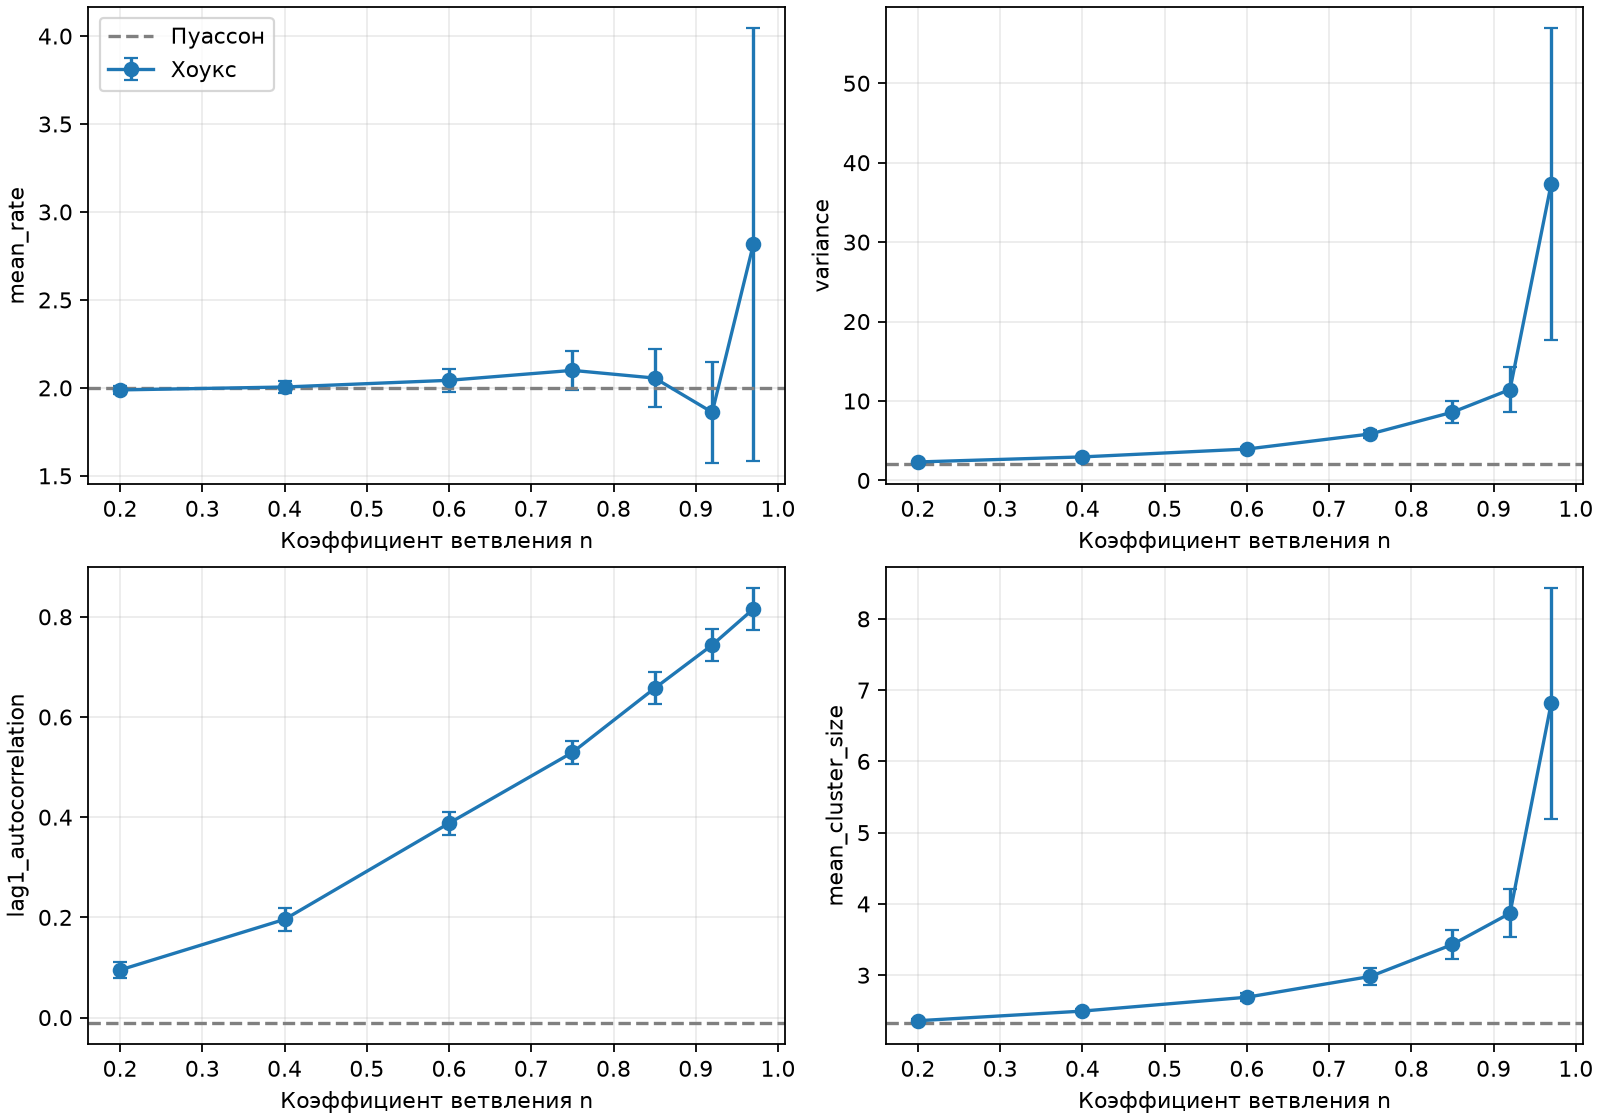 4.0
3.5
3.0
2.5
2.0
1.5
mean_rate
Пуассон
Хоукс
0.2 0.3 0.4 0.5 0.6 0.7 0.8 0.9 1.0
Коэффициент ветвления n
50
40
30
20
10
0
variance
0.2 0.3 0.4 0.5 0.6 0.7 0.8 0.9 1.0
Коэффициент ветвления n
0.8
0.6
0.4
0.2
0.0
lag1_autocorrelation
0.2 0.3 0.4 0.5 0.6 0.7 0.8 0.9 1.0
Коэффициент ветвления n
8
7
6
5
4
3
mean_cluster_size
0.2 0.3 0.4 0.5 0.6 0.7 0.8 0.9 1.0
Коэффициент ветвления n